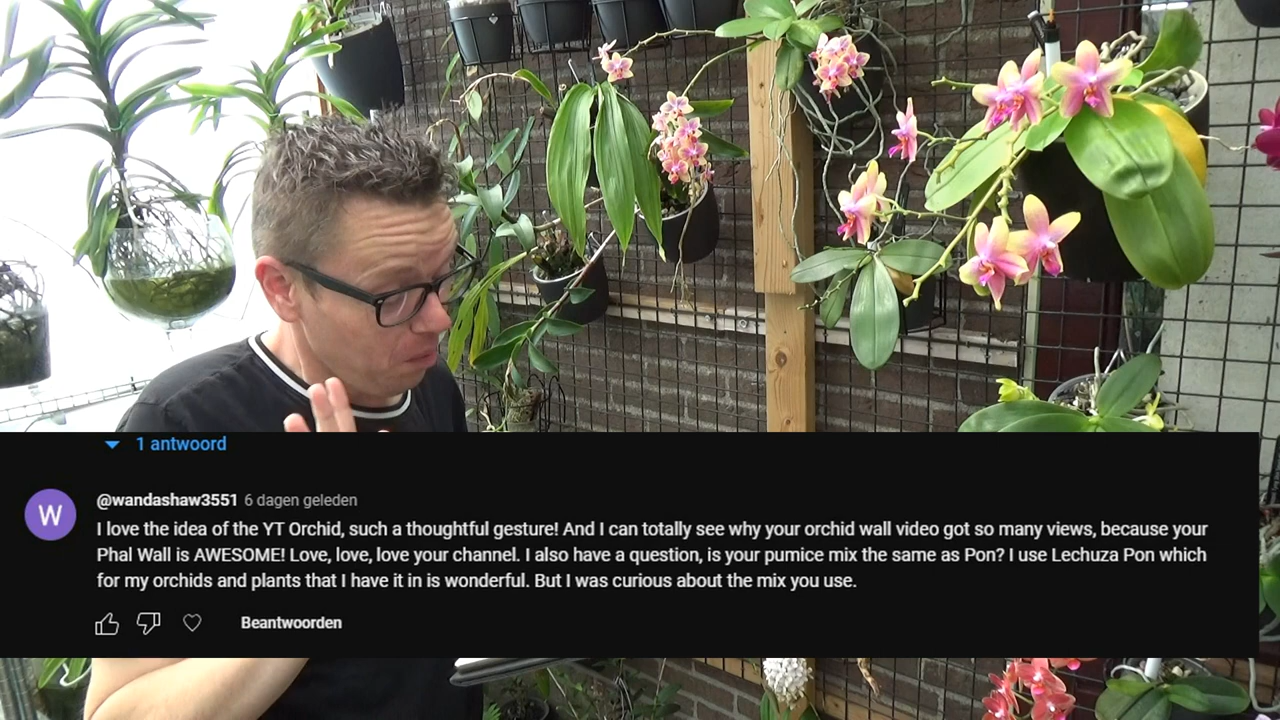 1 antwoord
W
@wandashaw3551 6 dagen geleden
I love the idea of the YT Orchid, such a thoughtful gesture! And I can totally see why your orchid wall video got so many views, because your
Phal Wall is AWESOME! Love, love, love your channel. I also have a question, is your pumice mix the same as Pon? I use Lechuza Pon which
for my orchids and plants that I have it in is wonderful. But I was curious about the mix you use.
Beantwoorden